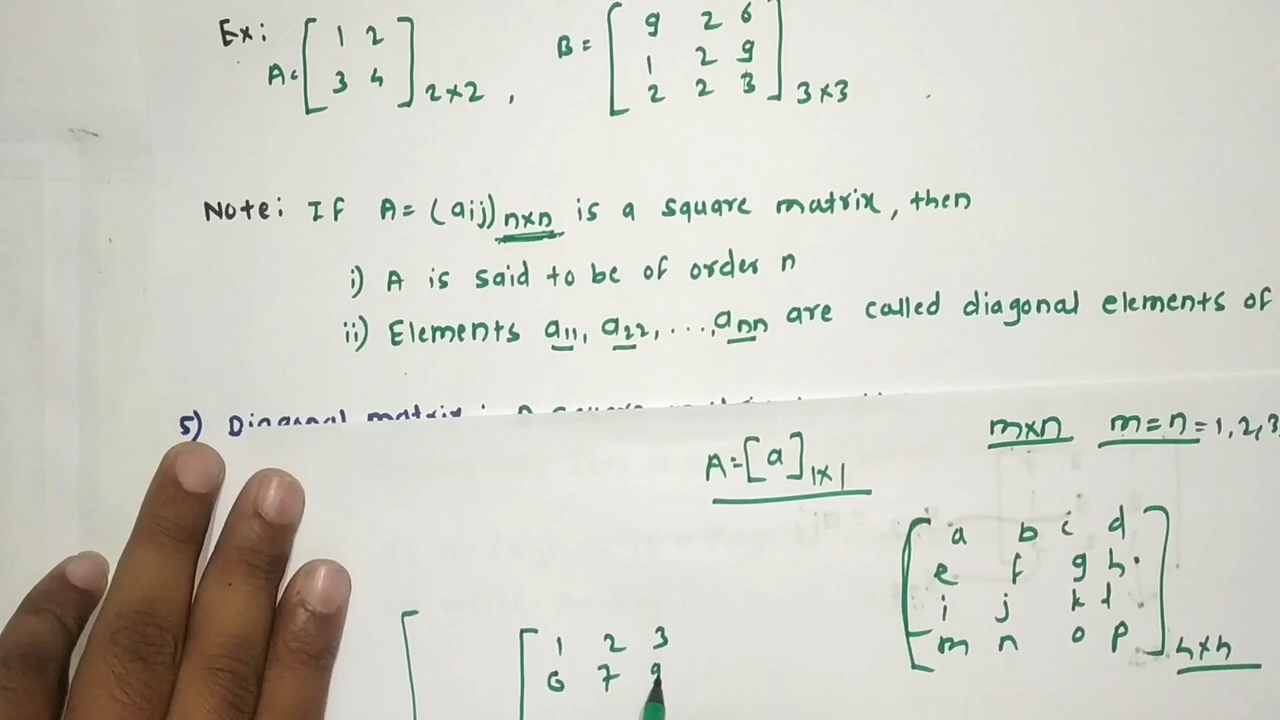 Ex:
A= [ 1 2
3 4 ] 2×2 ,
B= [ 9 2 6
1 2 9
2 2 3 ] 3×3
Note: If A= (aij) n×n is a square matrix, then
i) A is said to be of order n
ii) Elements a11, a22, ..., ann are called diagonal elements of
5) Diagonal matrix: A square
A=[a] 1×1
m×n m=n=1,2,3
[ a b c d
e f g h
i j k l
m n o p ] 4×4
[ [ 1 2 3
6 7 9